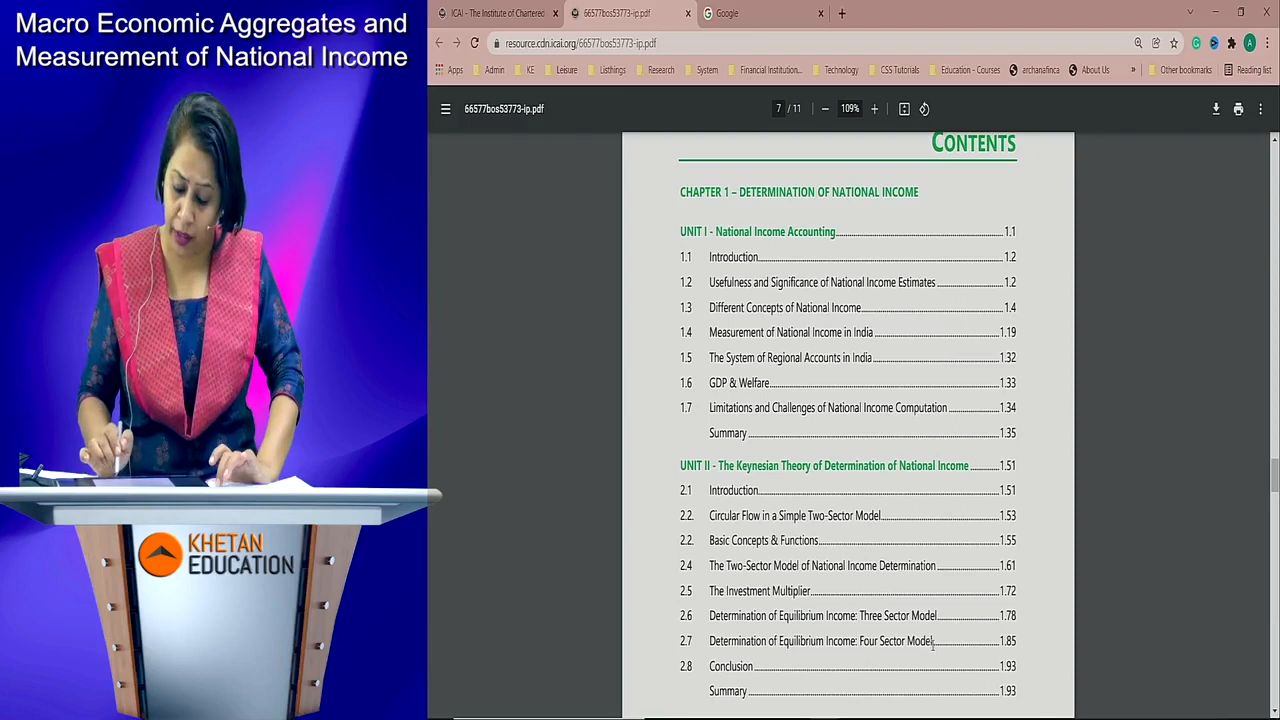 Macro Economic Aggregates and
Measurement of National Income
KHETAN
EDUCATION
ICAI - The Institute of Chartered
66577bos53773-ip.pdf
Google
resource.cdn.icai.org/66577bos53773-ip.pdf
Apps Admin KE Leisure Listhings Research System Financial Institution... Technology CSS Tutorials Education - Courses archanafinca About Us » Other bookmarks Reading list
66577bos53773-ip.pdf 7 / 11 109%
CONTENTS
CHAPTER 1 – DETERMINATION OF NATIONAL INCOME
UNIT I - National Income Accounting 1.1
1.1 Introduction 1.2
1.2 Usefulness and Significance of National Income Estimates 1.2
1.3 Different Concepts of National Income 1.4
1.4 Measurement of National Income in India 1.19
1.5 The System of Regional Accounts in India 1.32
1.6 GDP & Welfare 1.33
1.7 Limitations and Challenges of National Income Computation 1.34
Summary 1.35
UNIT II - The Keynesian Theory of Determination of National Income 1.51
2.1 Introduction 1.51
2.2. Circular Flow in a Simple Two-Sector Model 1.53
2.2. Basic Concepts & Functions 1.55
2.4 The Two-Sector Model of National Income Determination 1.61
2.5 The Investment Multiplier 1.72
2.6 Determination of Equilibrium Income: Three Sector Model 1.78
2.7 Determination of Equilibrium Income: Four Sector Model 1.85
2.8 Conclusion 1.93
Summary 1.93